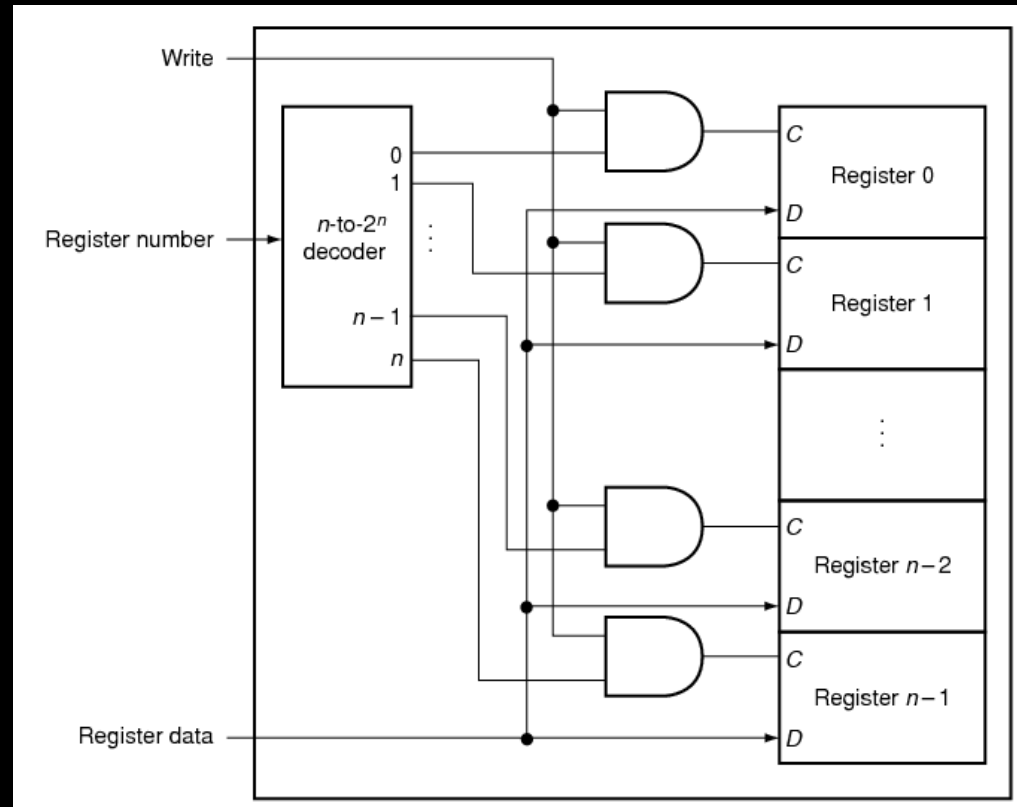 Write
0
1
n-to-2ⁿ
decoder
⋮
n – 1
n
Register number
Register data
C
Register 0
D
C
Register 1
D
⋮
C
Register n – 2
D
C
Register n – 1
D